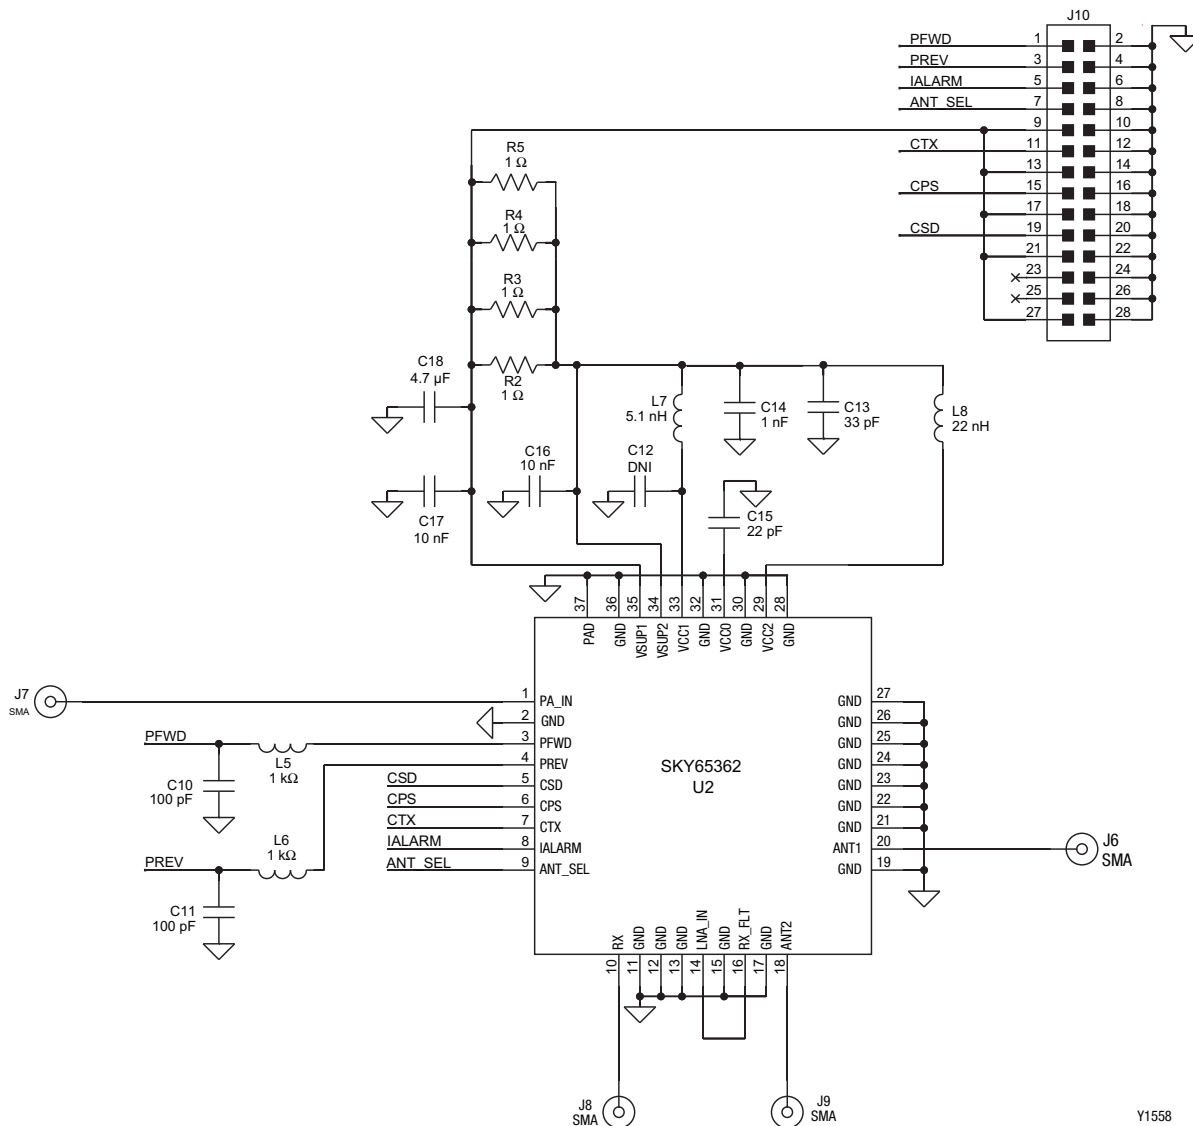 J10
PFWD 1 2
PREV 3 4
IALARM 5 6
ANT_SEL 7 8
9 10
CTX 11 12
13 14
CPS 15 16
17 18
CSD 19 20
21 22
23 24
25 26
27 28
R5
1 Ω
R4
1 Ω
R3
1 Ω
R2
1 Ω
C18
4.7 µF
C17
10 nF
C16
10 nF
C12
DNI
L7
5.1 nH
C14
1 nF
C13
33 pF
L8
22 nH
C15
22 pF
37 36 35 34 33 32 31 30 29 28
PAD GND VSUP1 VSUP2 VCC1 GND VCC0 GND VCC2 GND
J7
SMA
1 PA_IN
2 GND
PFWD
L5
1 kΩ
3 PFWD
4 PREV
C10
100 pF
CSD 5 CSD
CPS 6 CPS
CTX 7 CTX
IALARM 8 IALARM
ANT_SEL 9 ANT_SEL
L6
1 kΩ
PREV
C11
100 pF
SKY65362
U2
GND 27
GND 26
GND 25
GND 24
GND 23
GND 22
GND 21
ANT1 20
GND 19
J6
SMA
RX GND GND GND LNA_IN GND RX_FLT GND ANT2
10 11 12 13 14 15 16 17 18
J8
SMA
J9
SMA
Y1558